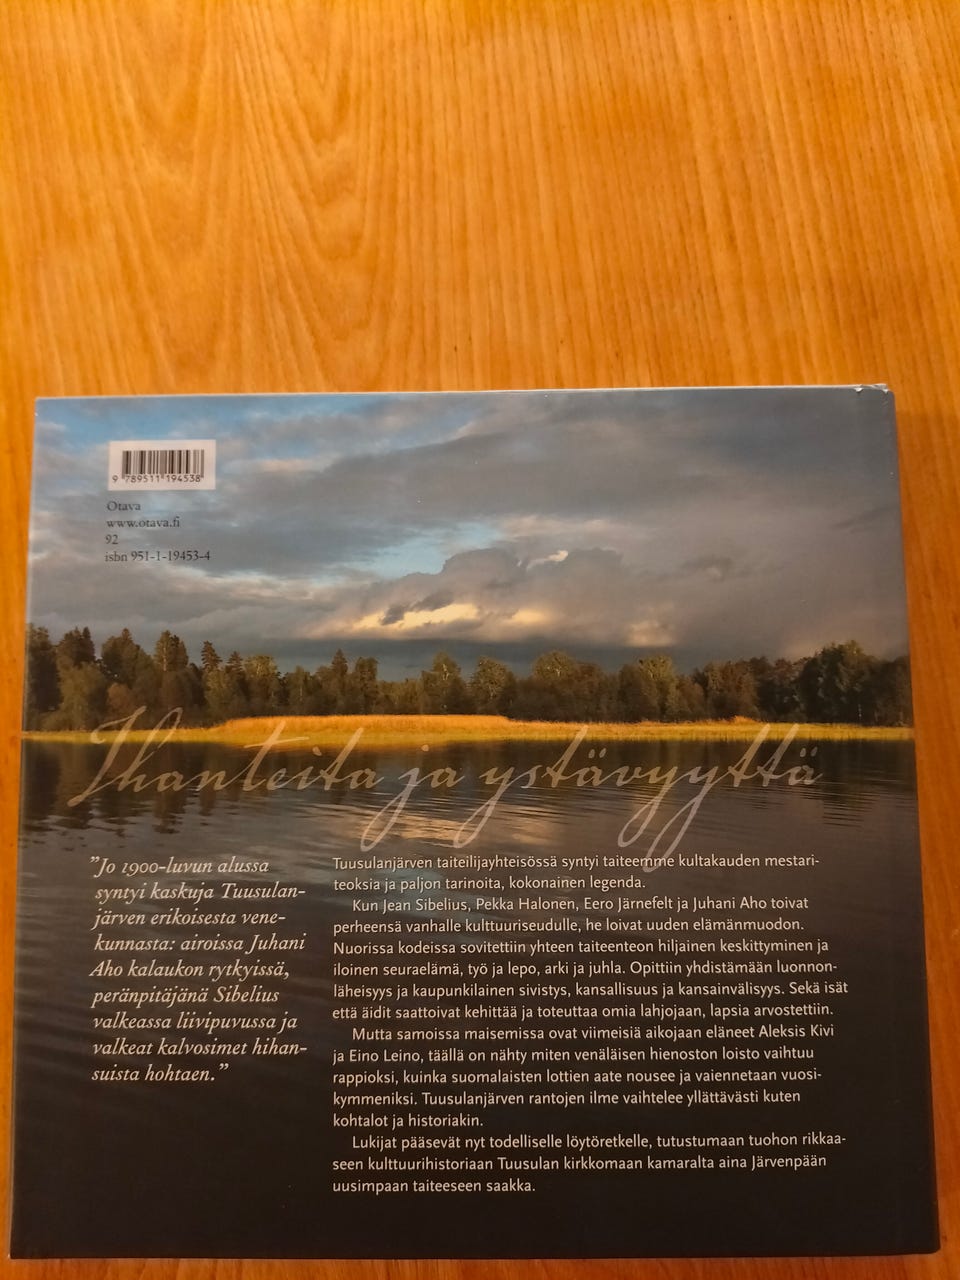 9 789511 194538
Otava
www.otava.fi
92
isbn 951-1-19453-4
Ihanteita ja ystävyyttä
”Jo 1900-luvun alussa
syntyi kaskuja Tuusulan-
järven erikoisesta vene-
kunnasta: airoissa Juhani
Aho kalaukon rytkyissä,
peränpitäjänä Sibelius
valkeassa liivipuvussa ja
valkeat kalvosimet hihan-
suista hohtaen.”
Tuusulanjärven taiteilijayhteisössä syntyi taiteemme kultakauden mestari-
teoksia ja paljon tarinoita, kokonainen legenda.
Kun Jean Sibelius, Pekka Halonen, Eero Järnefelt ja Juhani Aho toivat
perheensä vanhalle kulttuuriseudulle, he loivat uuden elämänmuodon.
Nuorissa kodeissa sovitettiin yhteen taiteenteon hiljainen keskittyminen ja
iloinen seuraelämä, työ ja lepo, arki ja juhla. Opittiin yhdistämään luonnon-
läheisyys ja kaupunkilainen sivistys, kansallisuus ja kansainvälisyys. Sekä isät
että äidit saattoivat kehittää ja toteuttaa omia lahjojaan, lapsia arvostettiin.
Mutta samoissa maisemissa ovat viimeisiä aikojaan eläneet Aleksis Kivi
ja Eino Leino, täällä on nähty miten venäläisen hienoston loisto vaihtuu
rappioksi, kuinka suomalaisten lottien aate nousee ja vaiennetaan vuosi-
kymmeniksi. Tuusulanjärven rantojen ilme vaihtelee yllättävästi kuten
kohtalot ja historiakin.
Lukijat pääsevät nyt todelliselle löytöretkelle, tutustumaan tuohon rikkaa-
seen kulttuurihistoriaan Tuusulan kirkkomaan kamaralta aina Järvenpään
uusimpaan taiteeseen saakka.